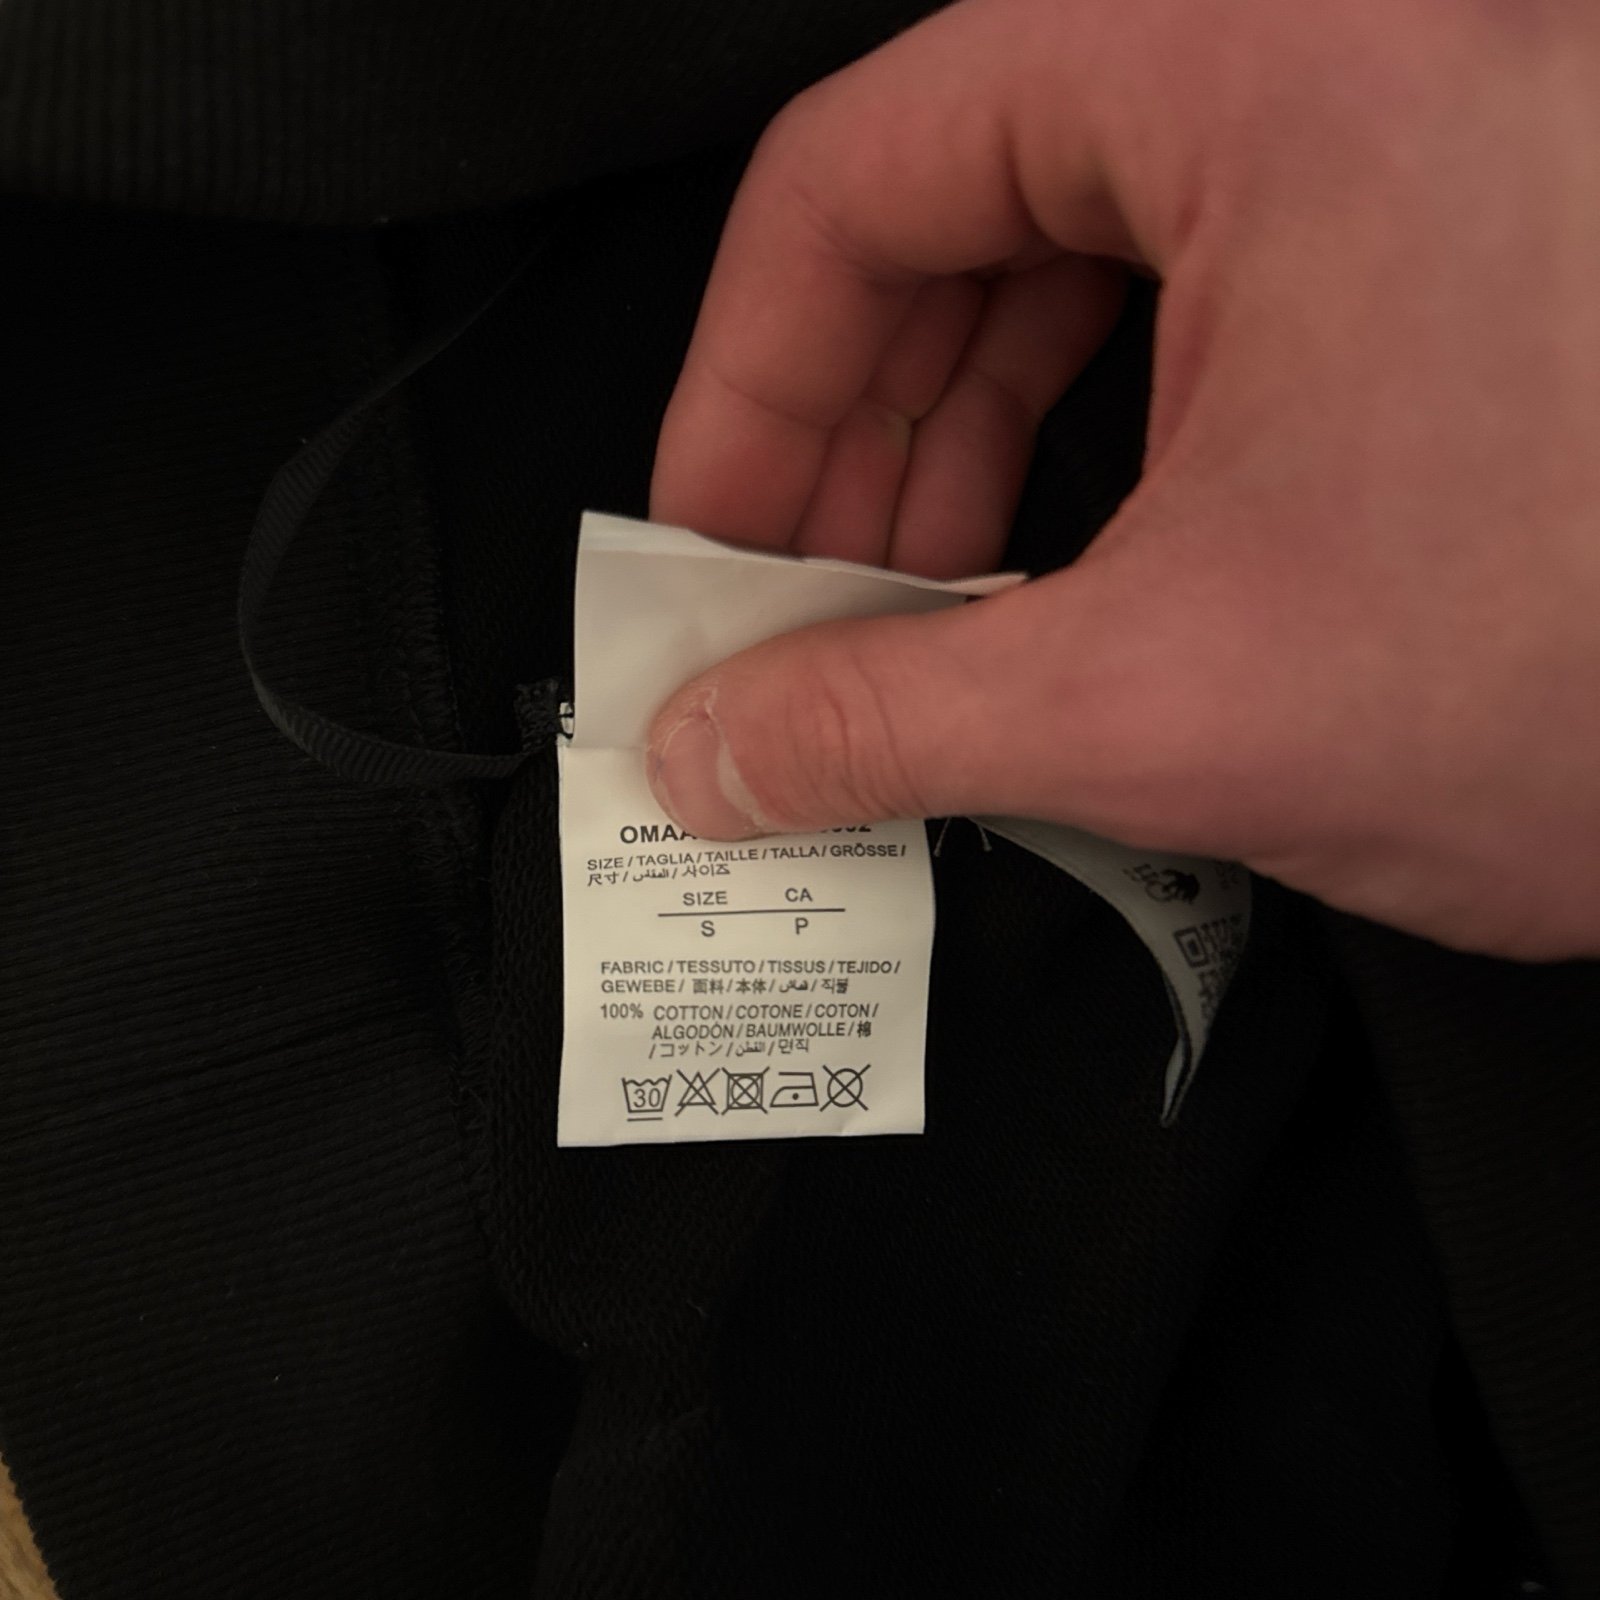 OMAA
SIZE / TAGLIA / TAILLE / TALLA / GRÖSSE /
尺寸 / المقاس / 사이즈
SIZE CA
S P
FABRIC / TESSUTO / TISSUS / TEJIDO /
GEWEBE / 面料 / 本体 / قماش / 직물
100% COTTON / COTONE / COTON /
ALGODÓN / BAUMWOLLE / 棉
/ コットン / القطن / 면직
30